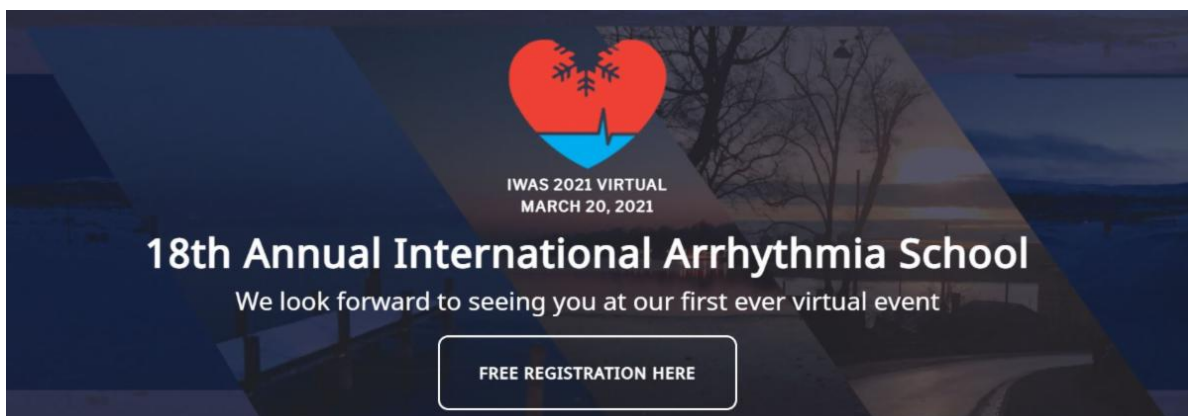 IWAS 2021 VIRTUAL
MARCH 20, 2021
18th Annual International Arrhythmia School
We look forward to seeing you at our first ever virtual event
FREE REGISTRATION HERE